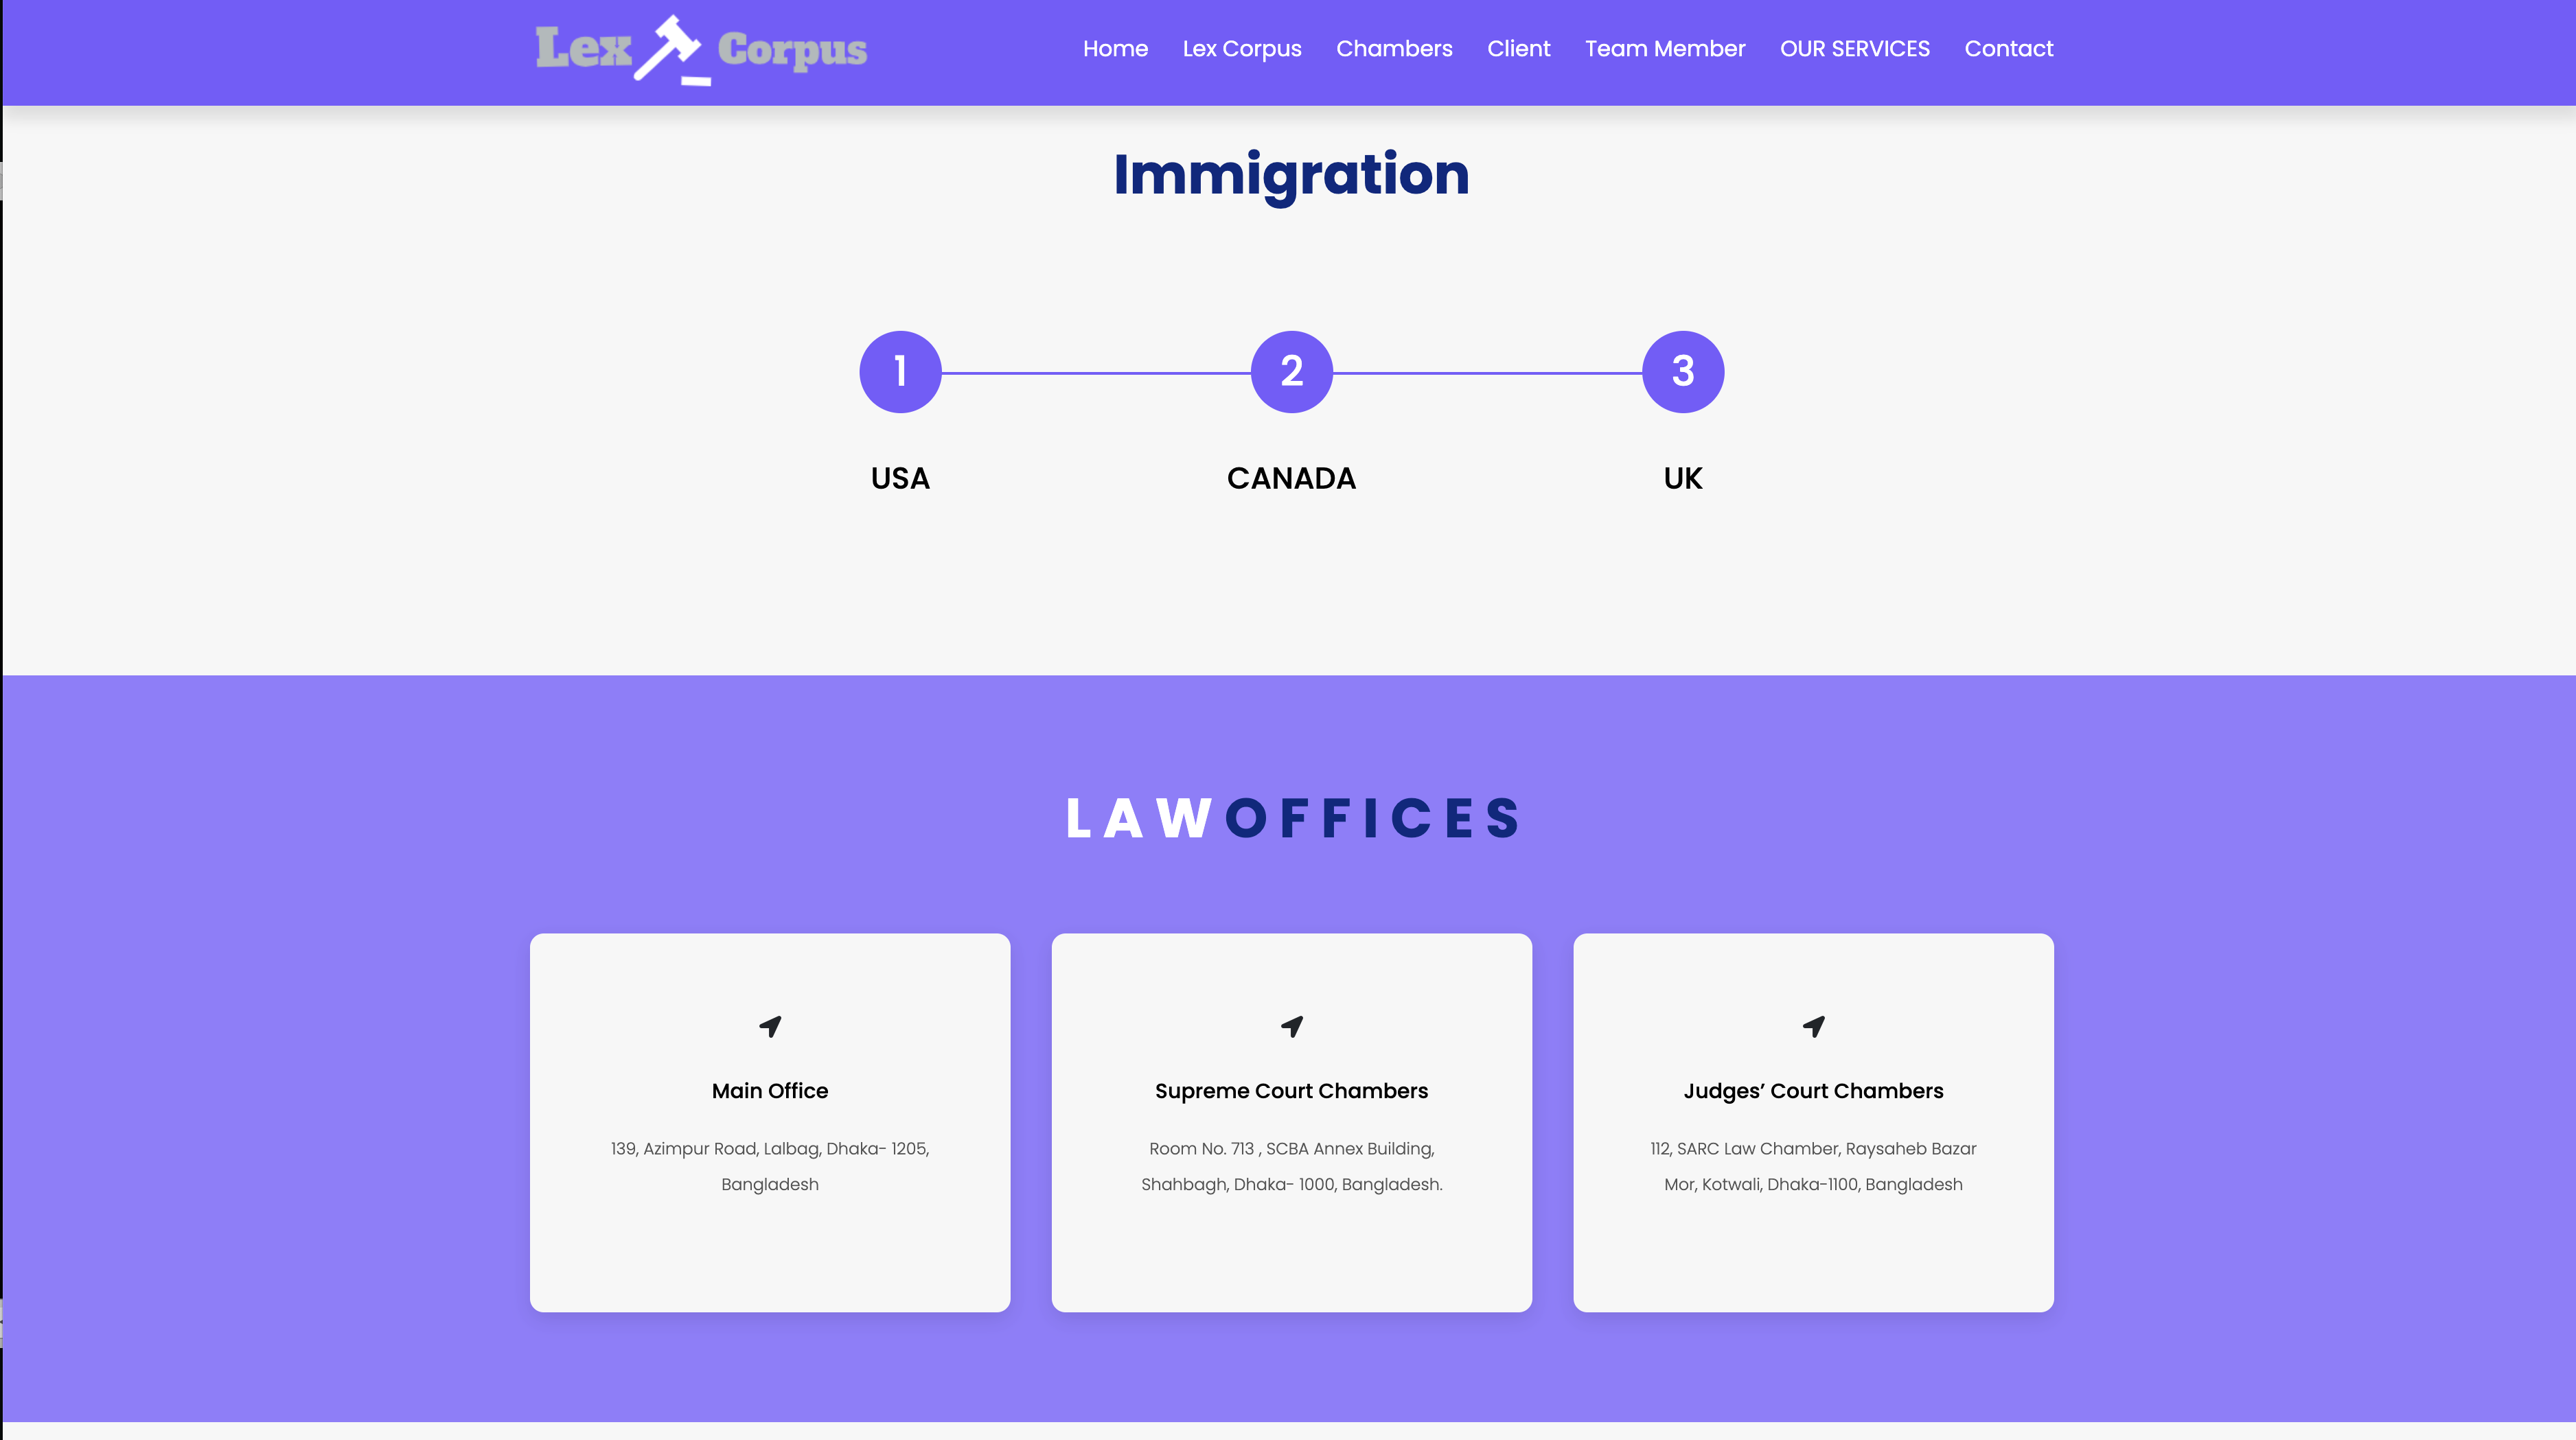 Lex Corpus
Home Lex Corpus Chambers Client Team Member OUR SERVICES Contact
Immigration
1 2 3
USA CANADA UK
LAWOFFICES
Main Office
139, Azimpur Road, Lalbag, Dhaka- 1205,
Bangladesh
Supreme Court Chambers
Room No. 713 , SCBA Annex Building,
Shahbagh, Dhaka- 1000, Bangladesh.
Judges’ Court Chambers
112, SARC Law Chamber, Raysaheb Bazar
Mor, Kotwali, Dhaka-1100, Bangladesh